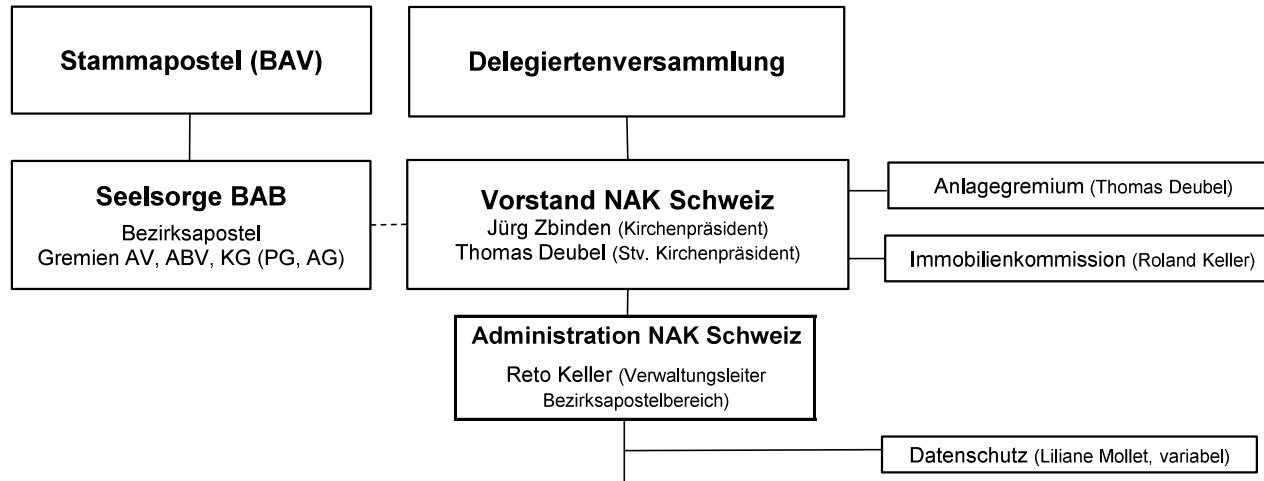 Stammapostel (BAV)
Delegiertenversammlung
Seelsorge BAB
Bezirksapostel
Gremien AV, ABV, KG (PG, AG)
Vorstand NAK Schweiz
Jürg Zbinden (Kirchenpräsident)
Thomas Deubel (Stv. Kirchenpräsident)
Anlagegremium (Thomas Deubel)
Immobilienkommission (Roland Keller)
Administration NAK Schweiz
Reto Keller (Verwaltungsleiter
Bezirksapostelbereich)
Datenschutz (Liliane Mollet, variabel)